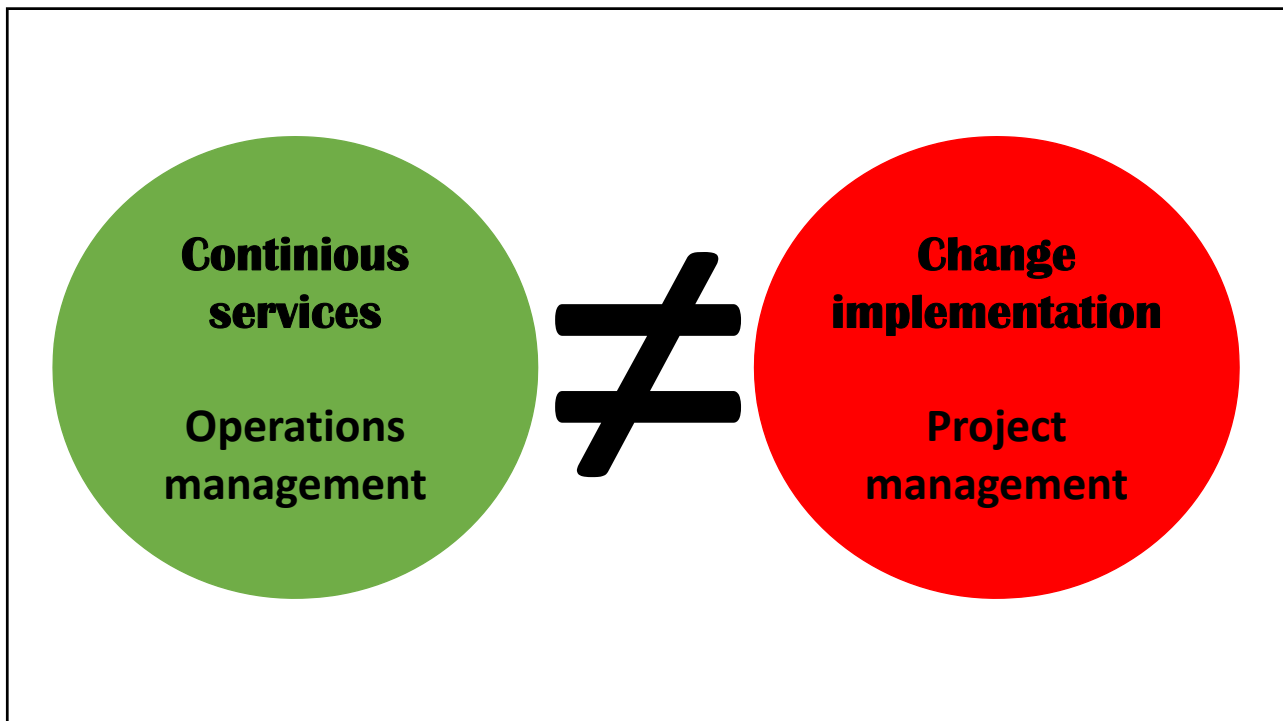 Continious
services
Operations
management
≠
Change
implementation
Project
management